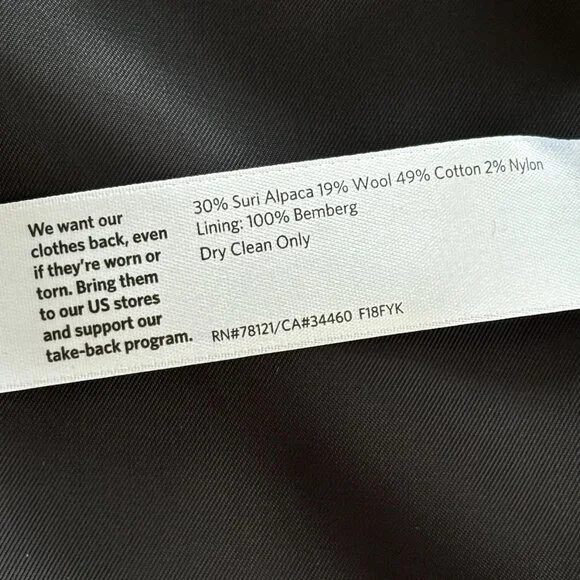 We want our
clothes back, even
if they're worn or
torn. Bring them
to our US stores
and support our
take-back program.
30% Suri Alpaca 19% Wool 49% Cotton 2% Nylon
Lining: 100% Bemberg
Dry Clean Only
RN#78121/CA#34460 F18FYK